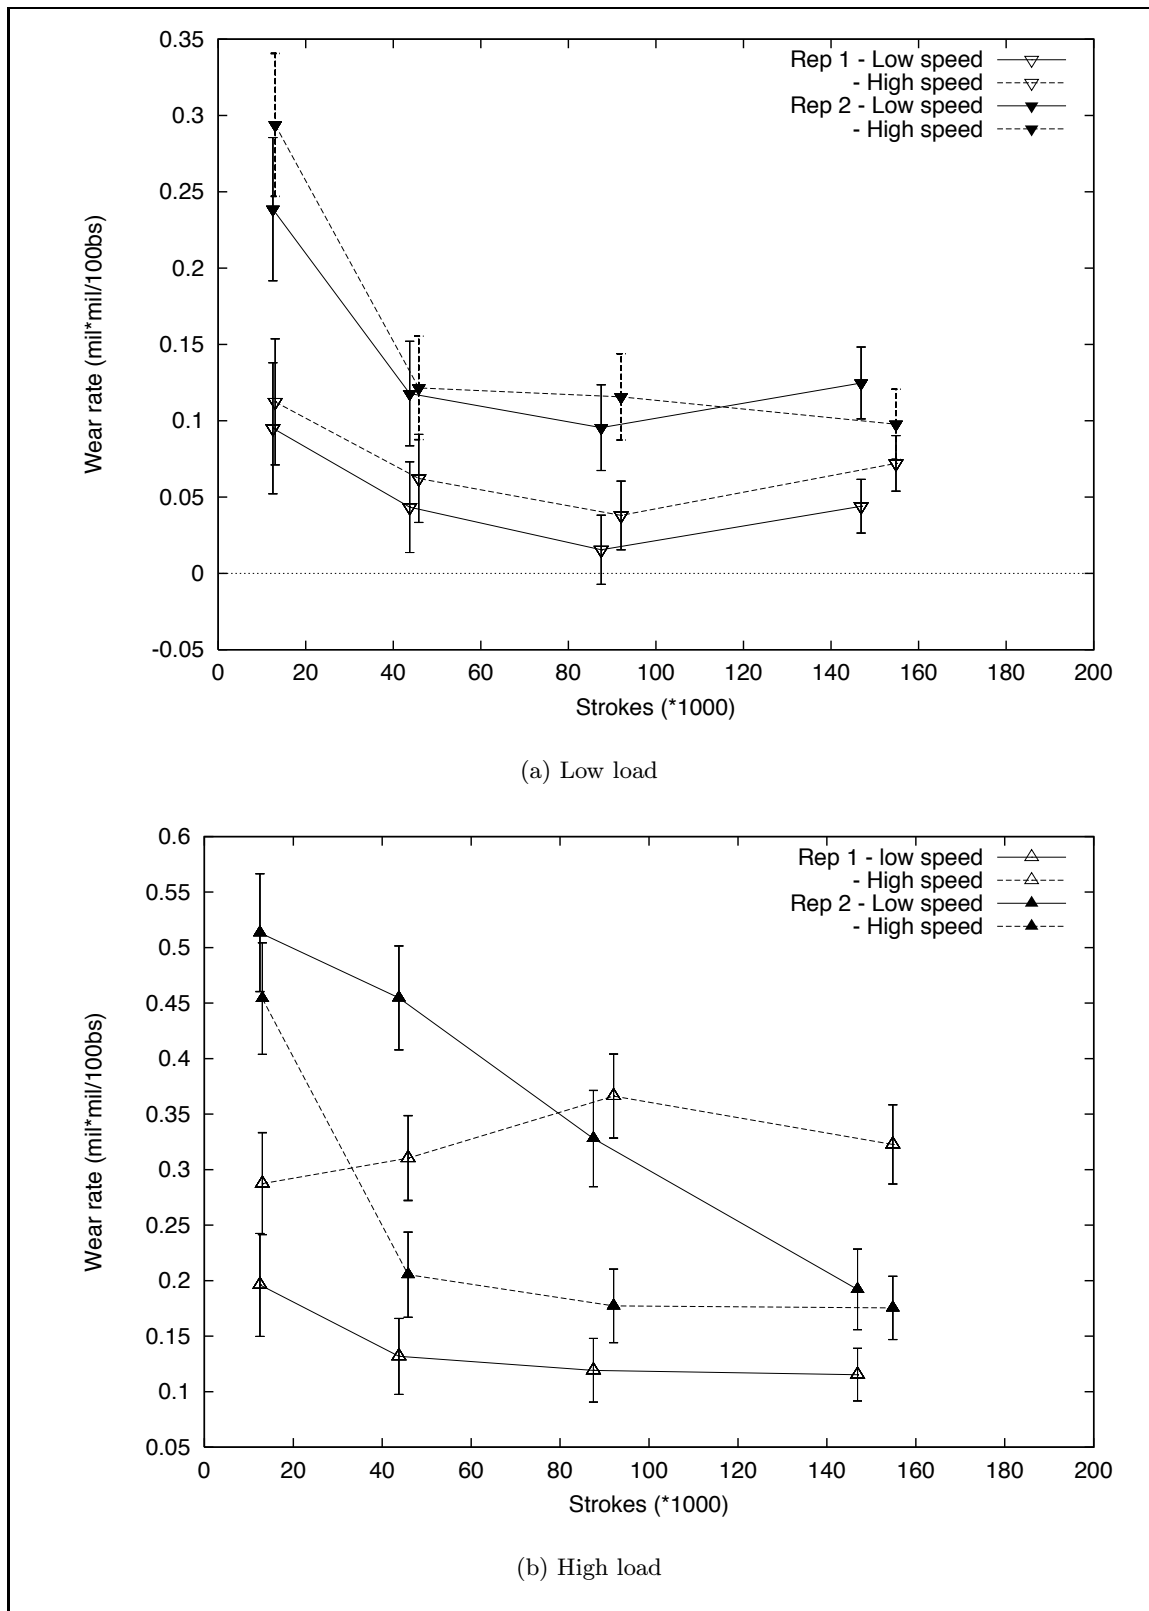 0.35
0.3
0.25
0.2
0.15
0.1
0.05
0
-0.05
Wear rate (mil*mil/100bs)
Rep 1 - Low speed
- High speed
Rep 2 - Low speed
- High speed
0 20 40 60 80 100 120 140 160 180 200
Strokes (*1000)
(a) Low load
0.6
0.55
0.5
0.45
0.4
0.35
0.3
0.25
0.2
0.15
0.1
0.05
Wear rate (mil*mil/100bs)
Rep 1 - low speed
- High speed
Rep 2 - Low speed
- High speed
0 20 40 60 80 100 120 140 160 180 200
Strokes (*1000)
(b) High load